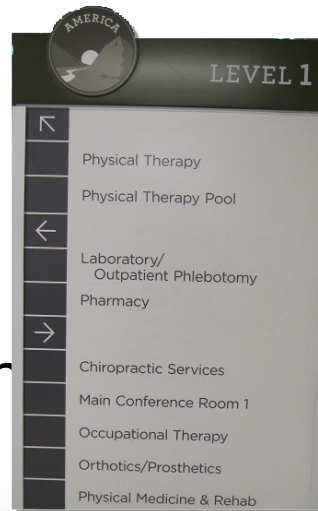 AMERICA
LEVEL 1
Physical Therapy
Physical Therapy Pool
Laboratory/
Outpatient Phlebotomy
Pharmacy
Chiropractic Services
Main Conference Room 1
Occupational Therapy
Orthotics/Prosthetics
Physical Medicine & Rehab